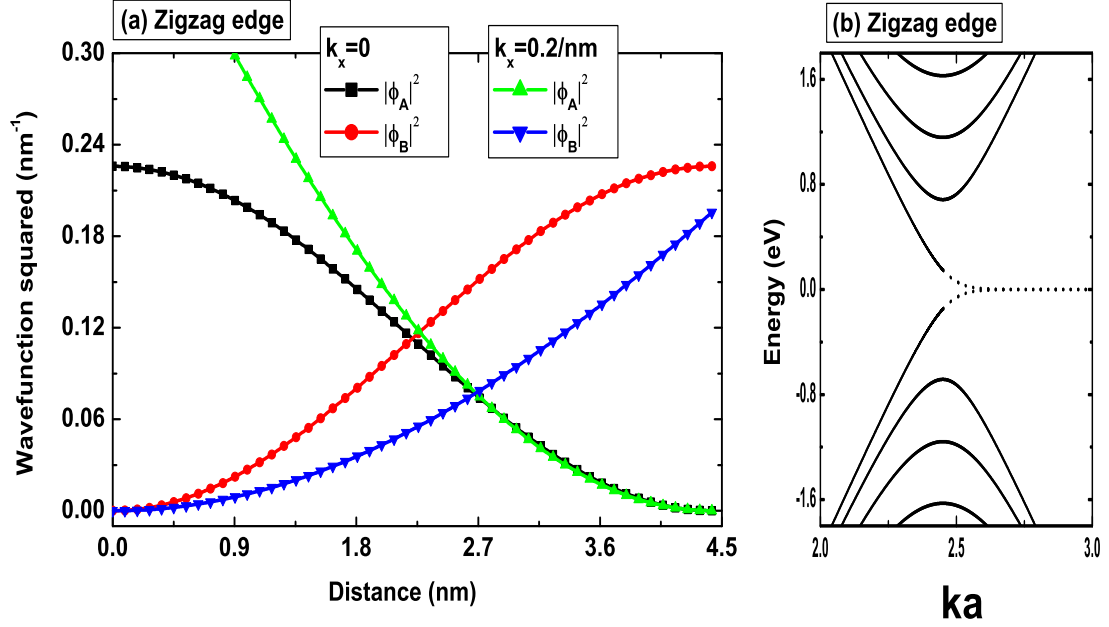 (a) Zigzag edge
k_x=0
|ϕ_A|^2
|ϕ_B|^2
k_x=0.2/nm
|ϕ_A|^2
|ϕ_B|^2
Wavefunction squared (nm^-1)
0.30
0.24
0.18
0.12
0.06
0.00
0.0 0.9 1.8 2.7 3.6 4.5
Distance (nm)
(b) Zigzag edge
Energy (eV)
1.6
0.8
0.0
-0.8
-1.6
2.0 2.5 3.0
ka